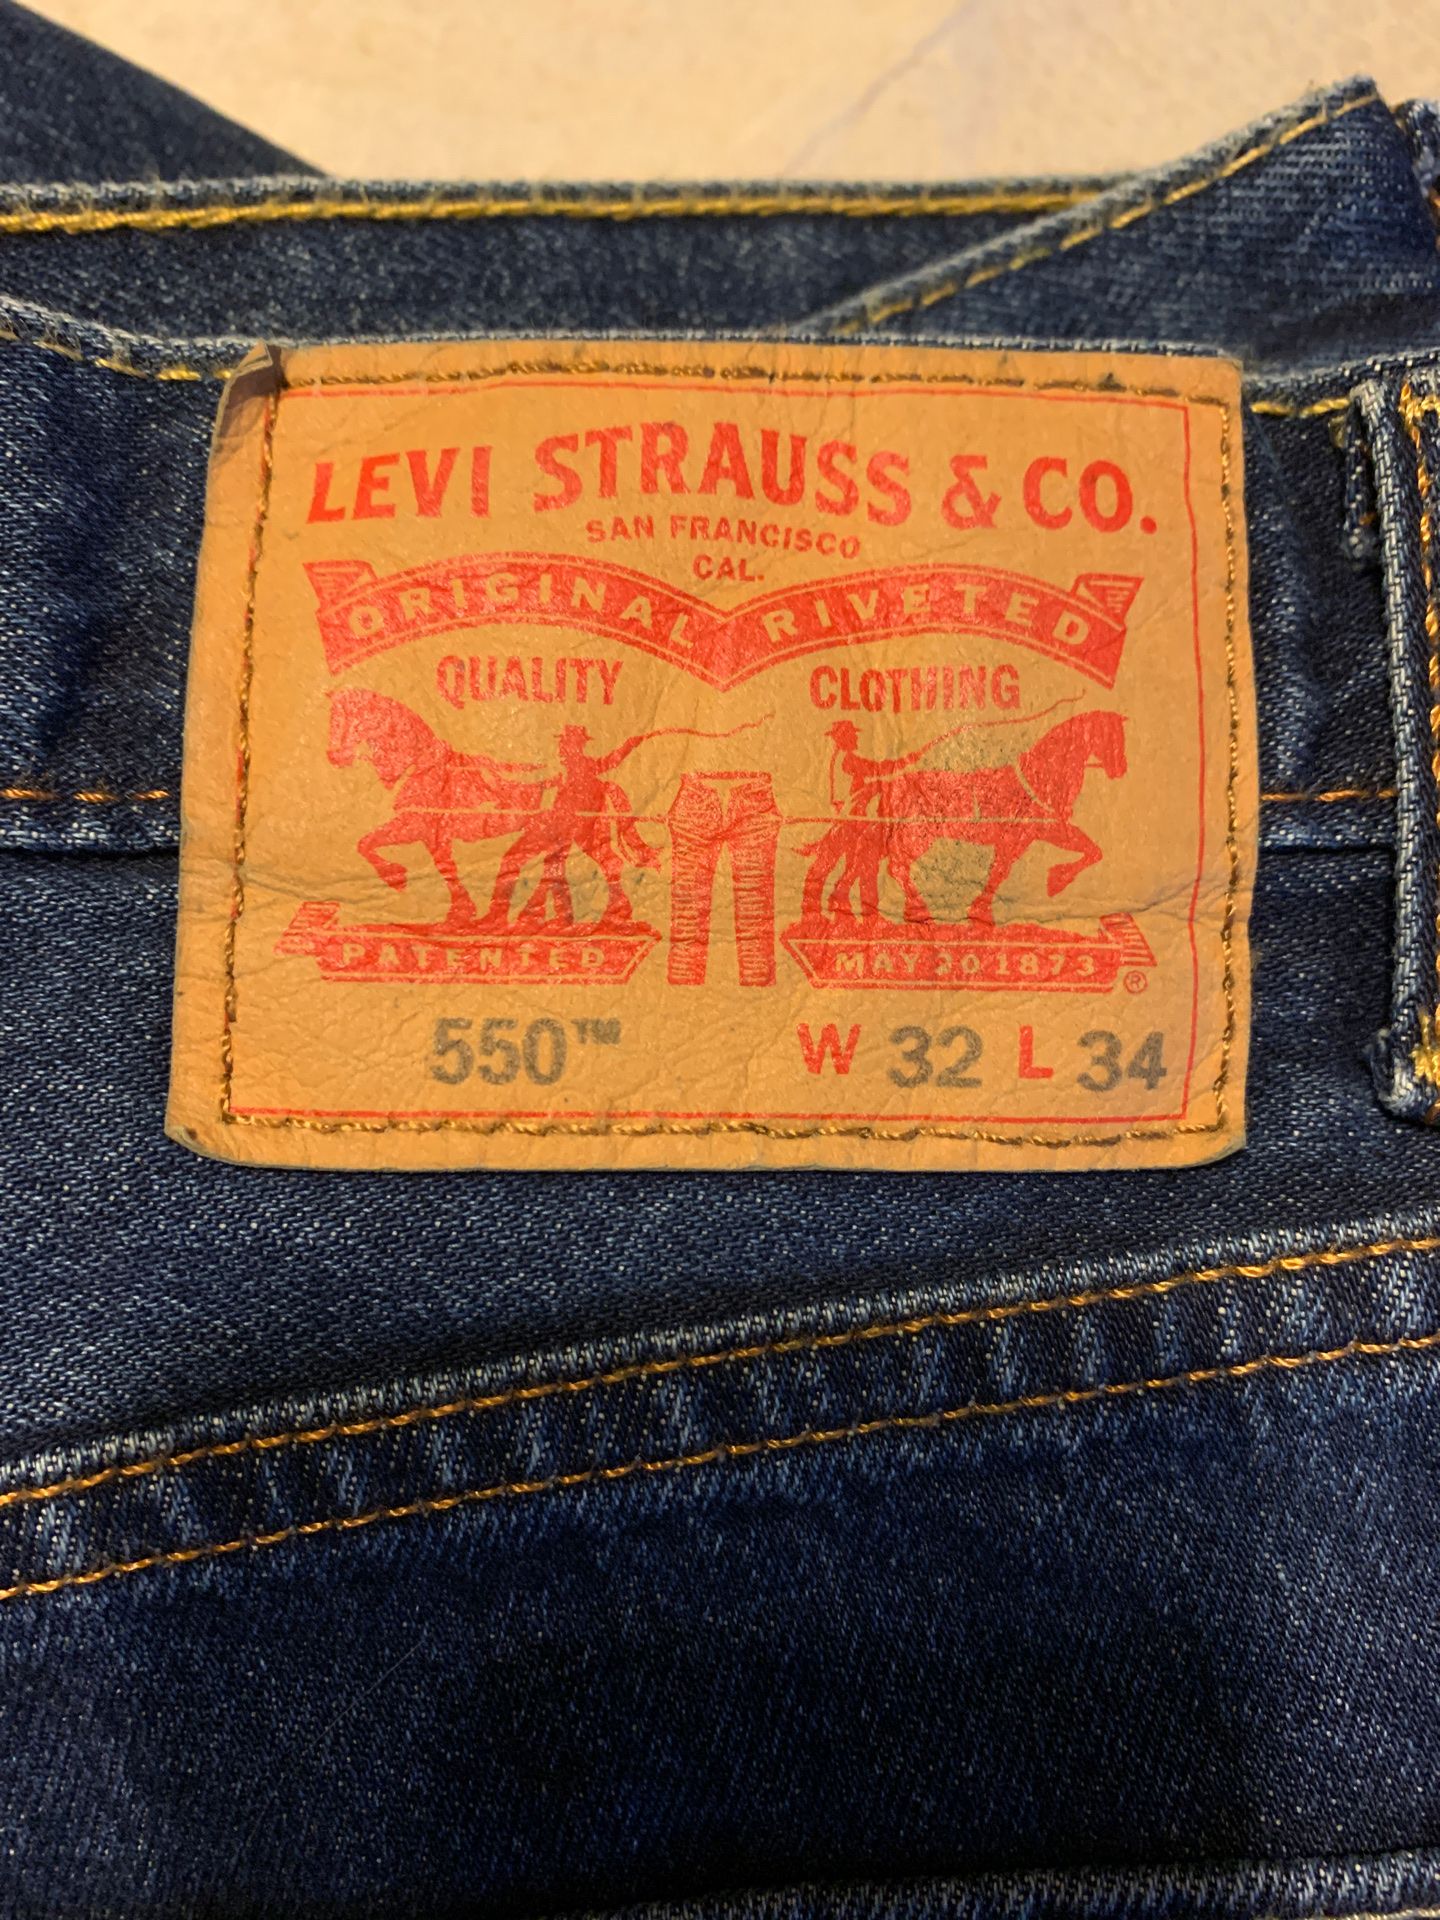 LEVI STRAUSS & CO.
SAN FRANCISCO
CAL.
ORIGINAL RIVETED
QUALITY CLOTHING
PATENTED MAY 20 1873 ®
550™ W 32 L 34